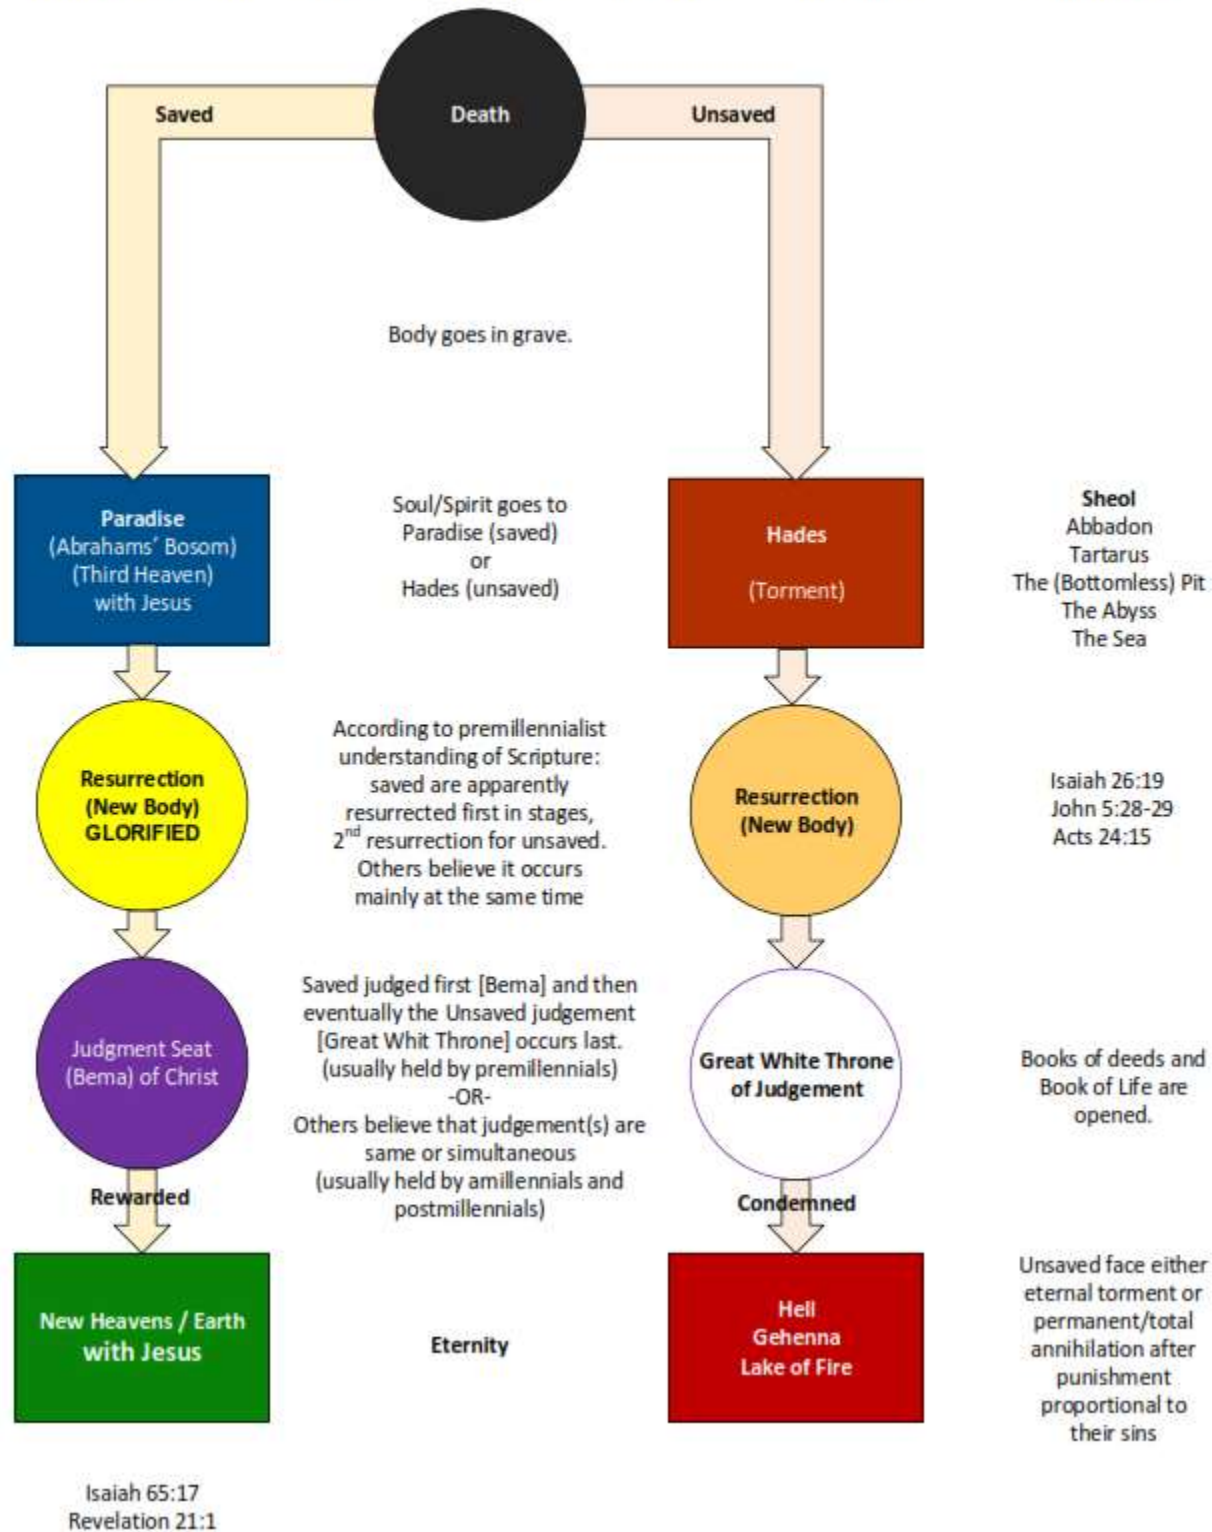 Saved
Death
Unsaved
Body goes in grave.
Paradise
(Abrahams´ Bosom)
(Third Heaven)
with Jesus
Soul/Spirit goes to
Paradise (saved)
or
Hades (unsaved)
Hades
(Torment)
Sheol
Abbadon
Tartarus
The (Bottomless) Pit
The Abyss
The Sea
Resurrection
(New Body)
GLORIFIED
According to premillennialist
understanding of Scripture:
saved are apparently
resurrected first in stages,
2nd resurrection for unsaved.
Others believe it occurs
mainly at the same time
Resurrection
(New Body)
Isaiah 26:19
John 5:28-29
Acts 24:15
Judgment Seat
(Bema) of Christ
Saved judged first [Bema] and then
eventually the Unsaved judgement
[Great Whit Throne] occurs last.
(usually held by premillennials)
-OR-
Others believe that judgement(s) are
same or simultaneous
(usually held by amillennials and
postmillennials)
Great White Throne
of Judgement
Books of deeds and
Book of Life are
opened.
Rewarded
Condemned
New Heavens / Earth
with Jesus
Eternity
Hell
Gehenna
Lake of Fire
Unsaved face either
eternal torment or
permanent/total
annihilation after
punishment
proportional to
their sins
Isaiah 65:17
Revelation 21:1